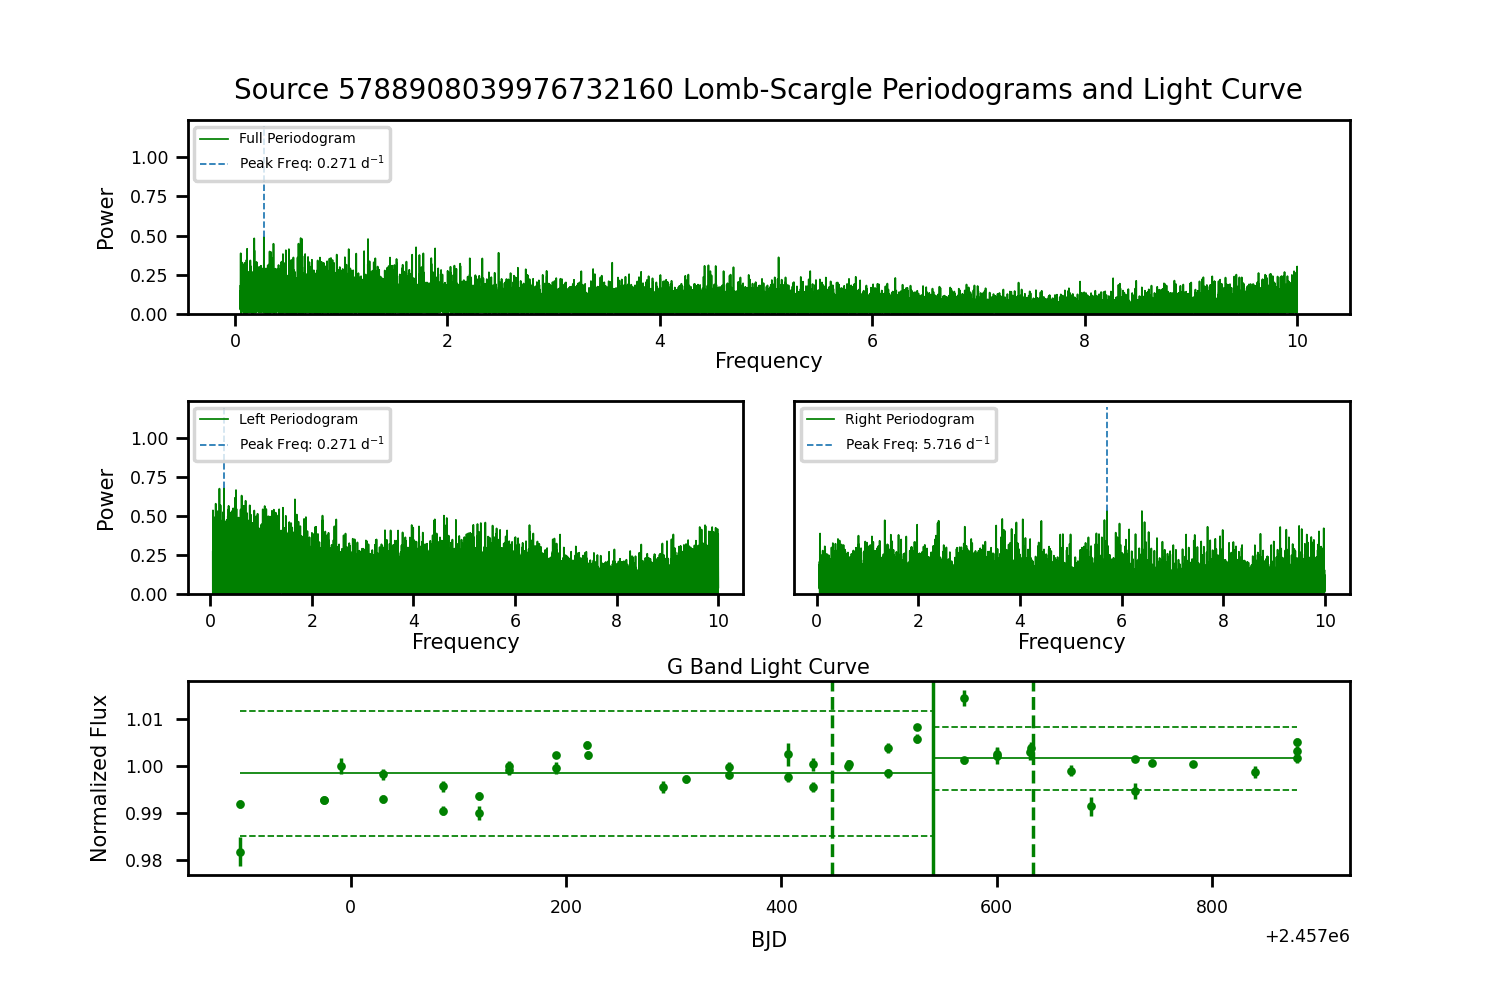 Source 5788908039976732160 Lomb-Scargle Periodograms and Light Curve
Full Periodogram
Peak Freq: 0.271 d⁻¹
Power
1.00
0.75
0.50
0.25
0.00
0 2 4 6 8 10
Frequency
Left Periodogram
Peak Freq: 0.271 d⁻¹
Power
1.00
0.75
0.50
0.25
0.00
0 2 4 6 8 10
Frequency
Right Periodogram
Peak Freq: 5.716 d⁻¹
0 2 4 6 8 10
Frequency
G Band Light Curve
Normalized Flux
1.01
1.00
0.99
0.98
0 200 400 600 800
BJD
+2.457e6